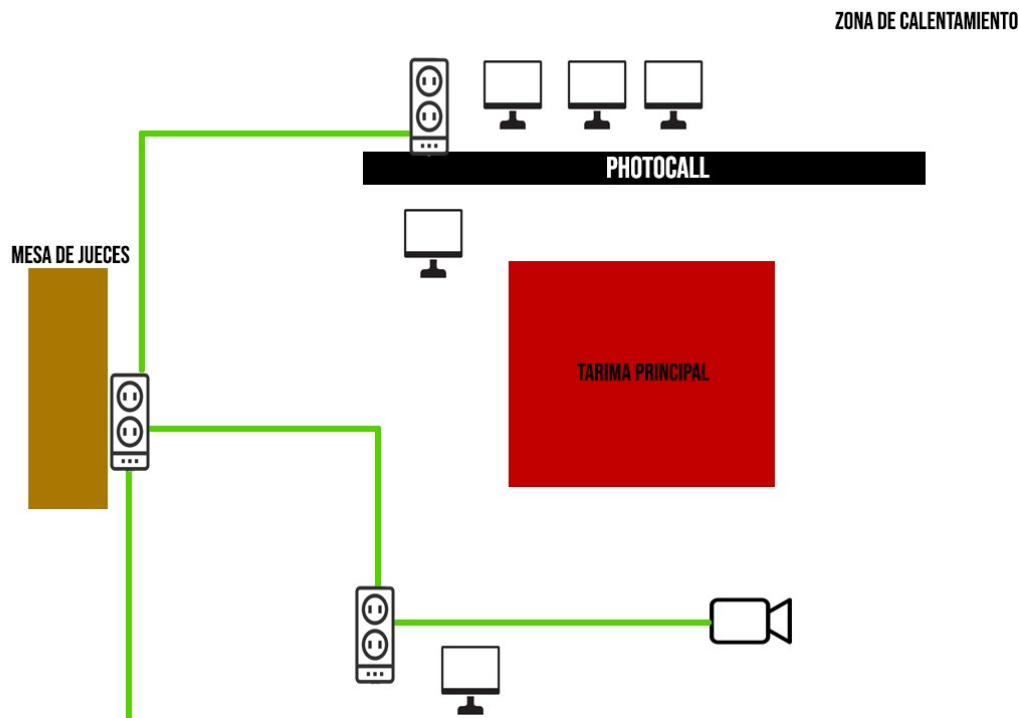 ZONA DE CALENTAMIENTO
PHOTOCALL
MESA DE JUECES
TARIMA PRINCIPAL